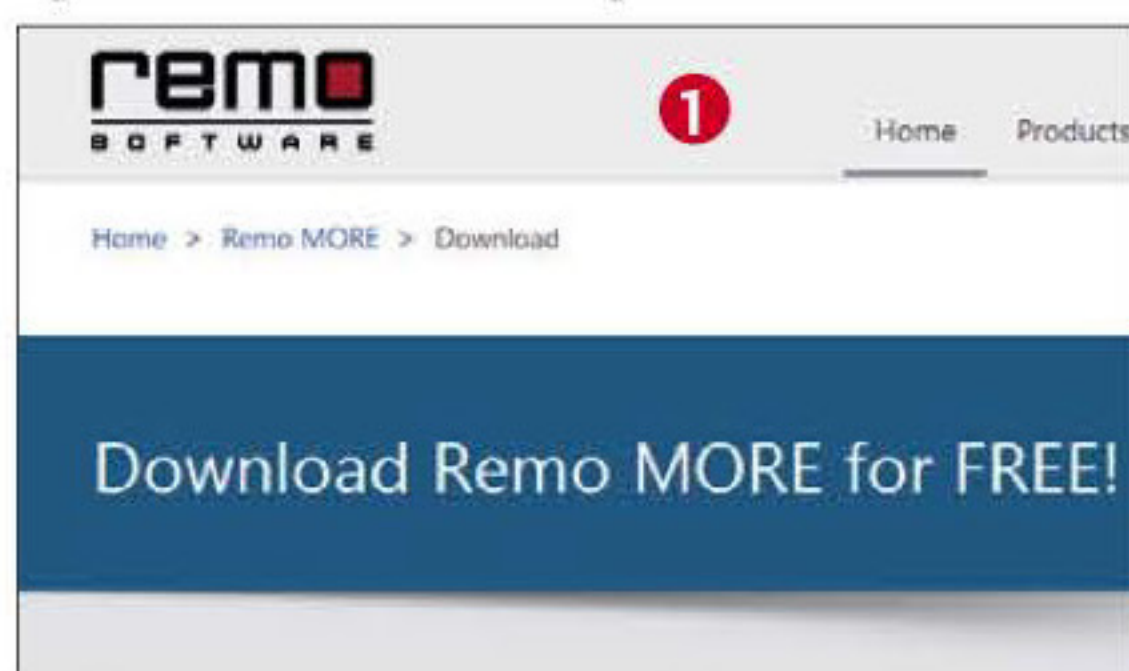 remo
SOFTWARE
1
Home Products
Home > Remo MORE > Download
Download Remo MORE for FREE!